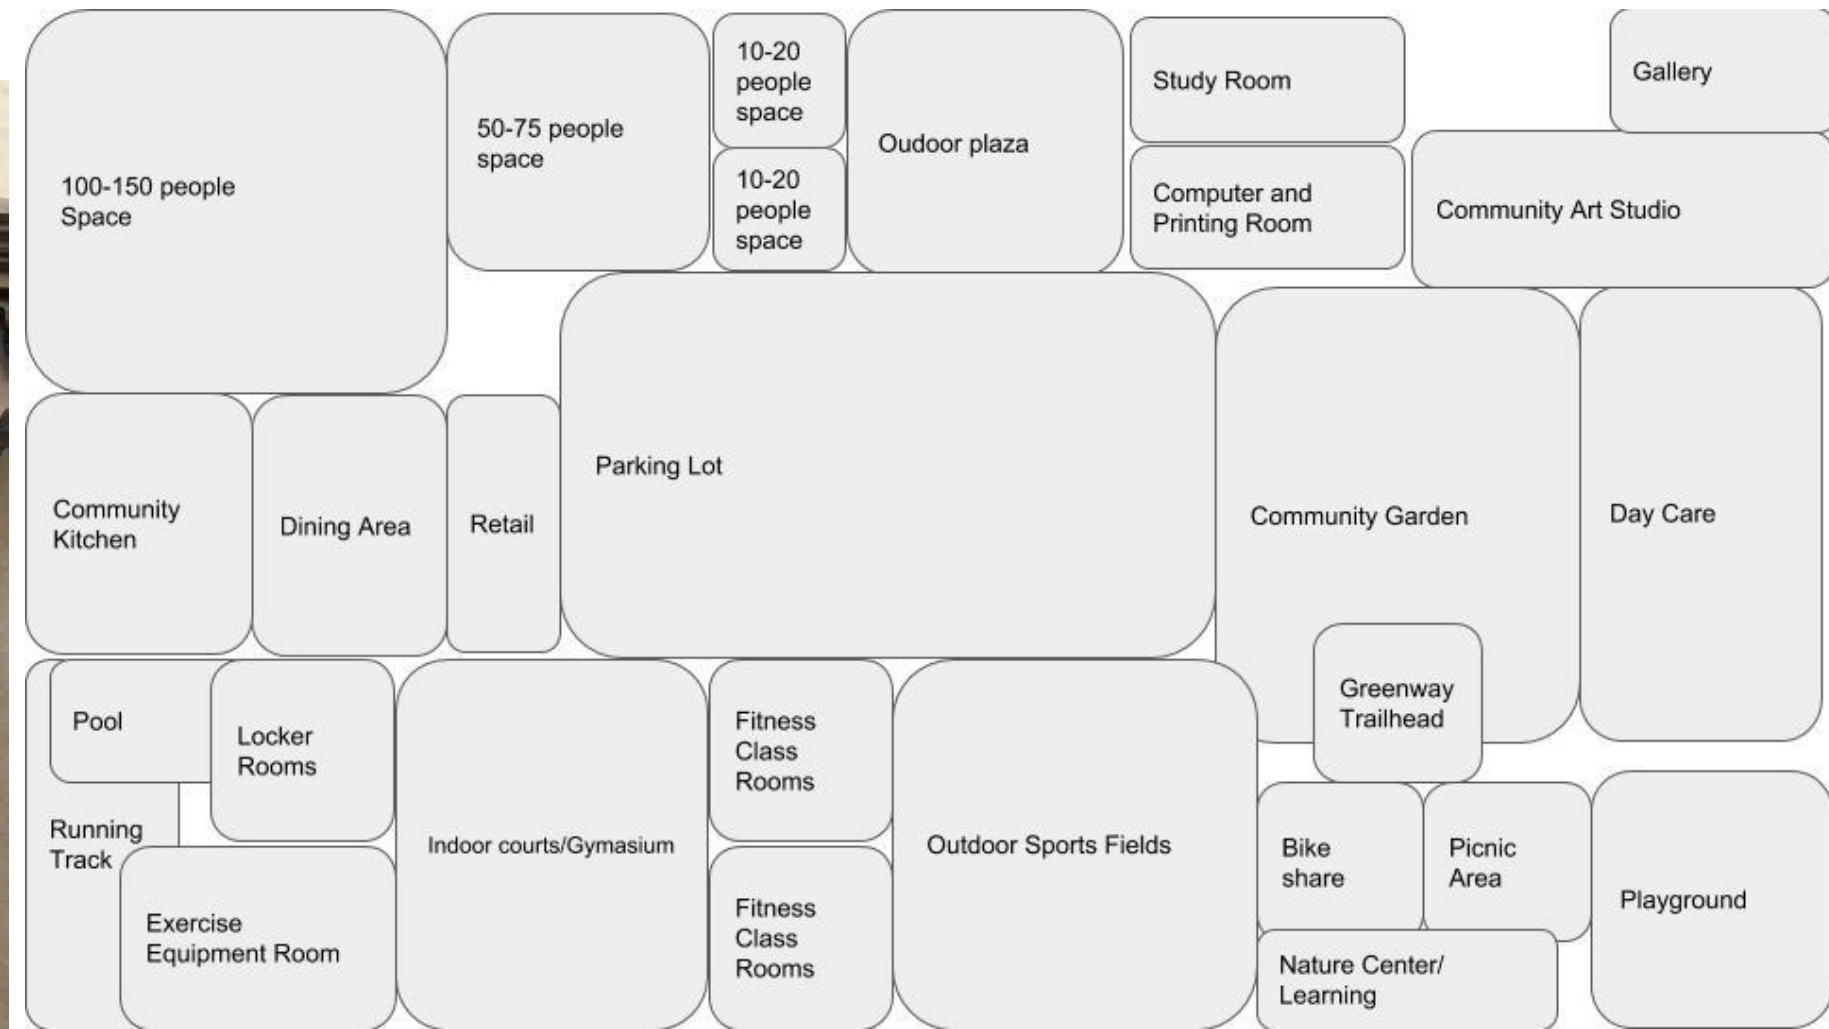 100-150 people
Space
50-75 people
space
10-20
people
space
10-20
people
space
Oudoor plaza
Study Room
Computer and
Printing Room
Gallery
Community Art Studio
Community
Kitchen
Dining Area
Retail
Parking Lot
Community Garden
Day Care
Greenway
Trailhead
Pool
Locker
Rooms
Running
Track
Exercise
Equipment Room
Indoor courts/Gymasium
Fitness
Class
Rooms
Fitness
Class
Rooms
Outdoor Sports Fields
Bike
share
Picnic
Area
Nature Center/
Learning
Playground